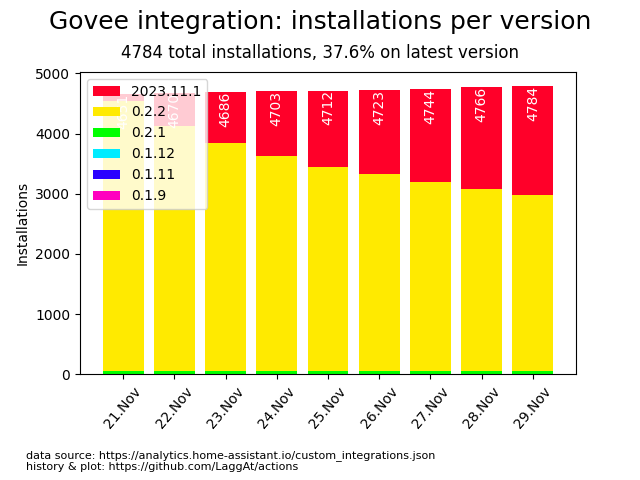 Govee integration: installations per version
4784 total installations, 37.6% on latest version
5000
4000
3000
2000
1000
0
Installations
2023.11.1
0.2.2
0.2.1
0.1.12
0.1.11
0.1.9
4670
4686
4703
4712
4723
4744
4766
4784
21.Nov
22.Nov
23.Nov
24.Nov
25.Nov
26.Nov
27.Nov
28.Nov
29.Nov
data source: https://analytics.home-assistant.io/custom_integrations.json
history & plot: https://github.com/LaggAt/actions